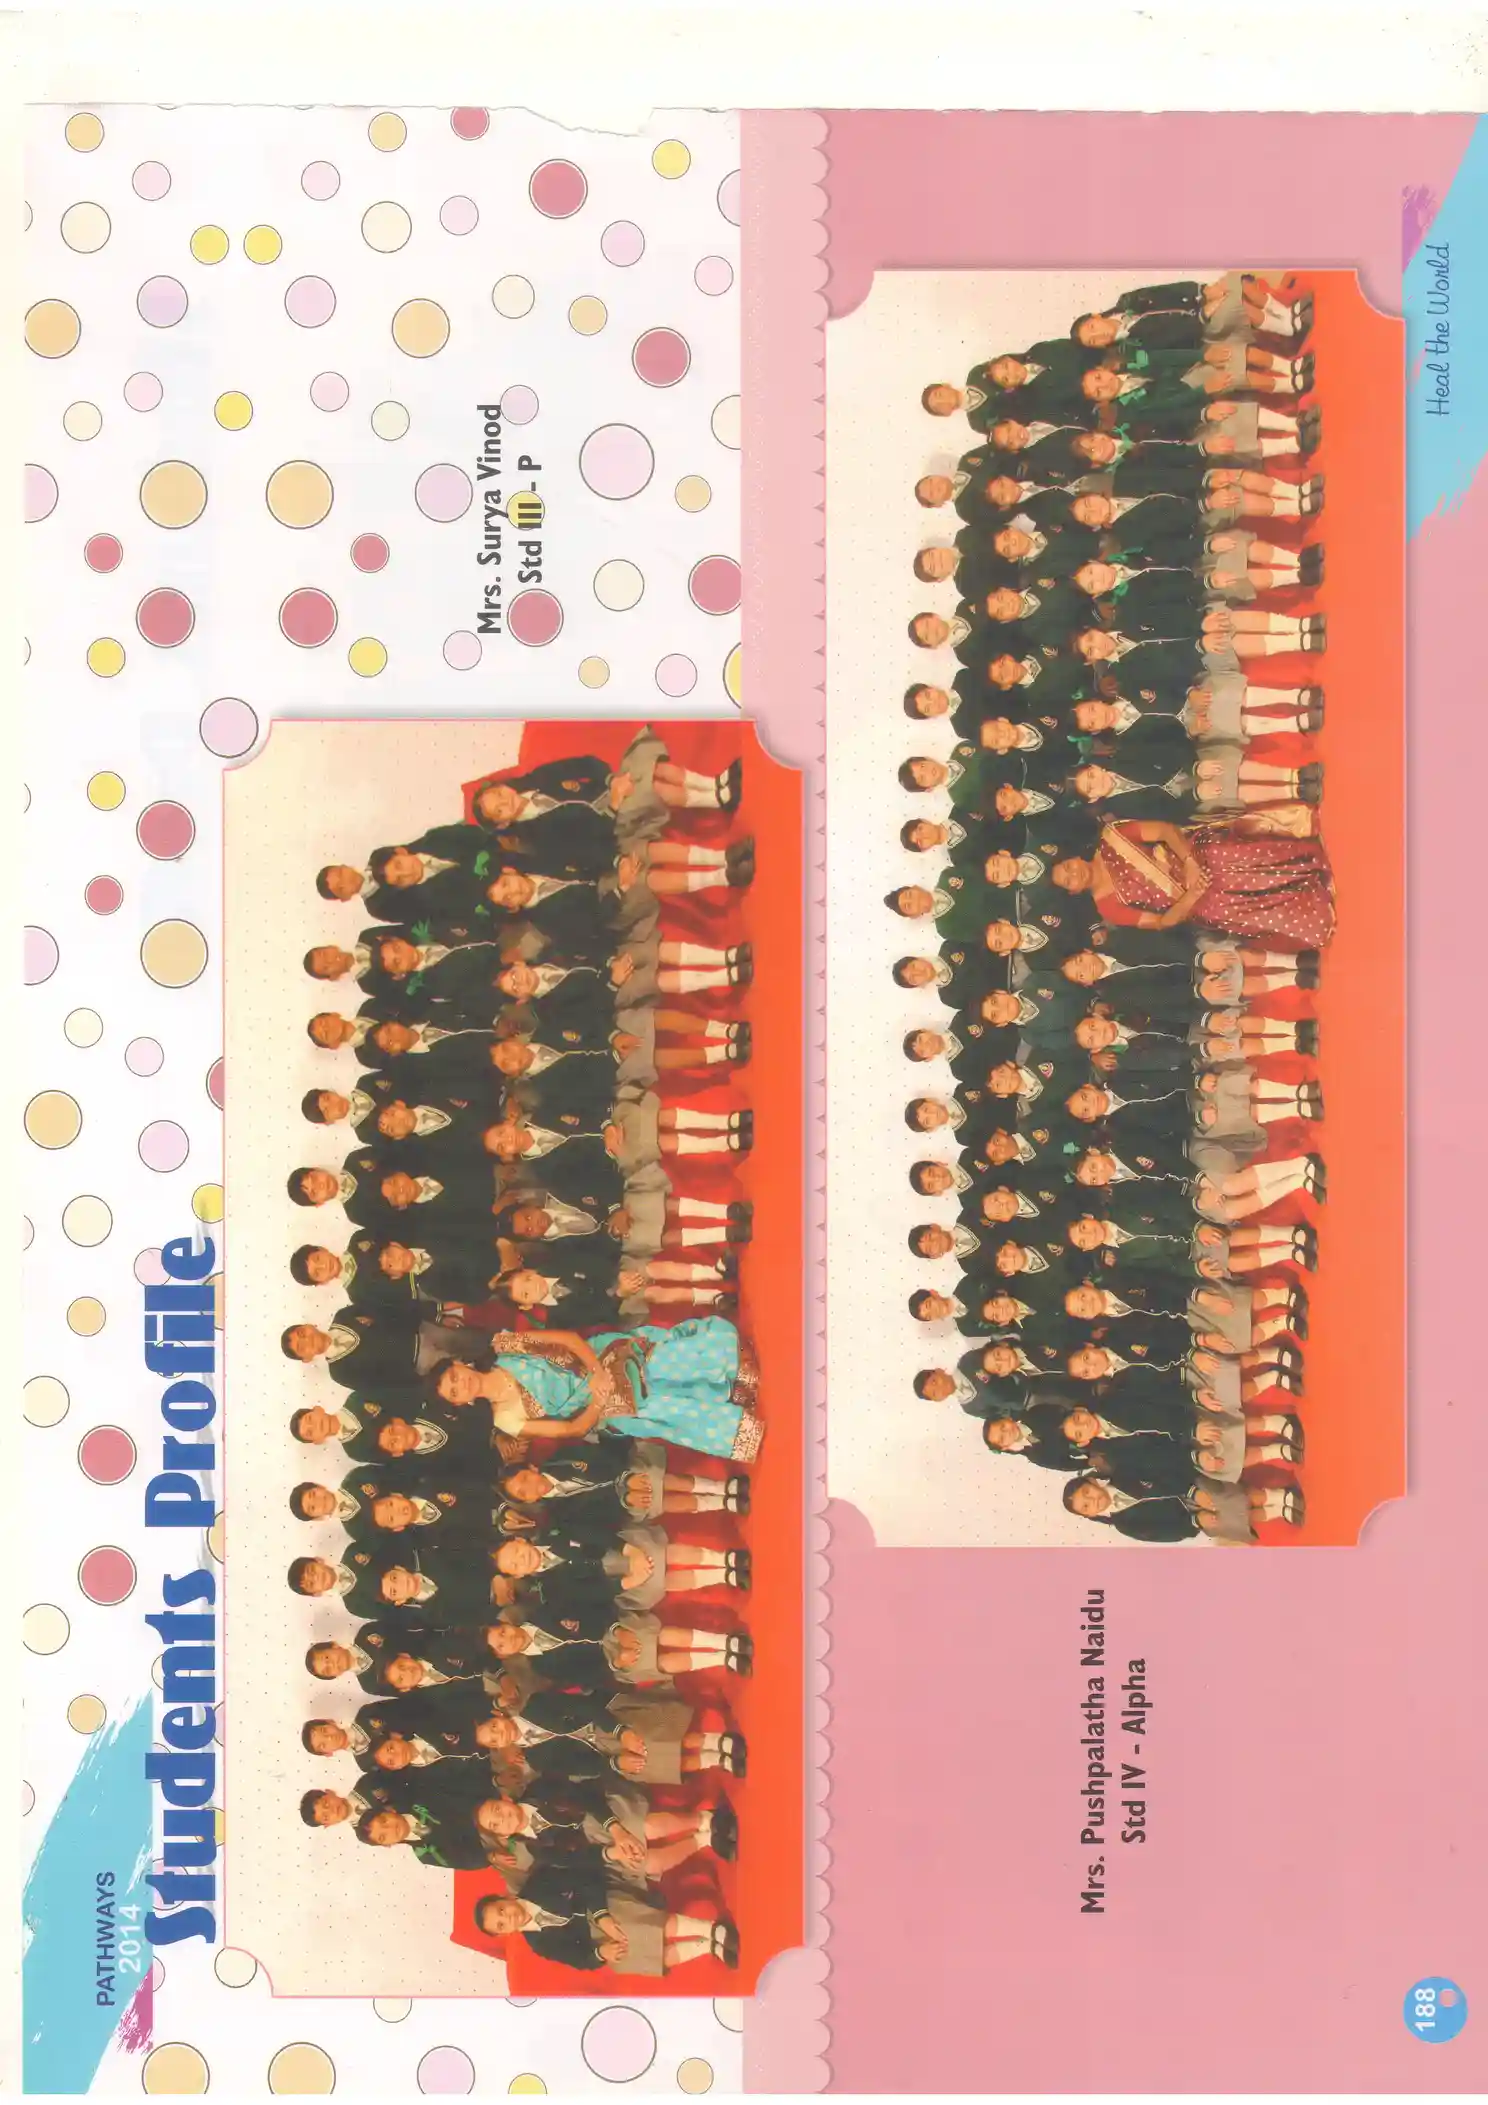 PATHWAYS
2014
Students Profile
Mrs. Surya Vinod
Std III - P
Mrs. Pushpalatha Naidu
Std IV - Alpha
188
Heal the World